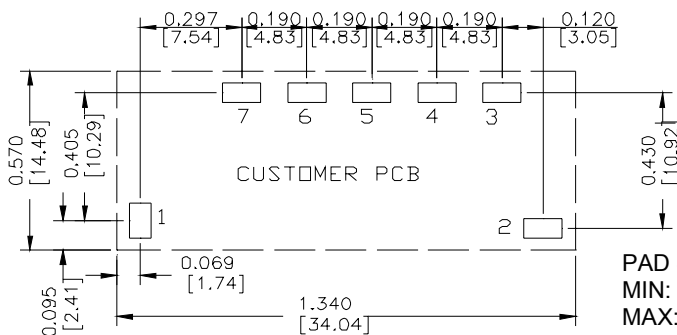 0.297 0.190 0.190 0.190 0.190 0.120
[7.54] [4.83] [4.83] [4.83] [4.83] [3.05]
7 6 5 4 3
0.570
[14.48]
0.405
[10.29]
CUSTOMER PCB
0.430
[10.92]
1
2
0.069
[1.74]
0.095
[2.41]
1.340
[34.04]
PAD
MIN:
MAX: